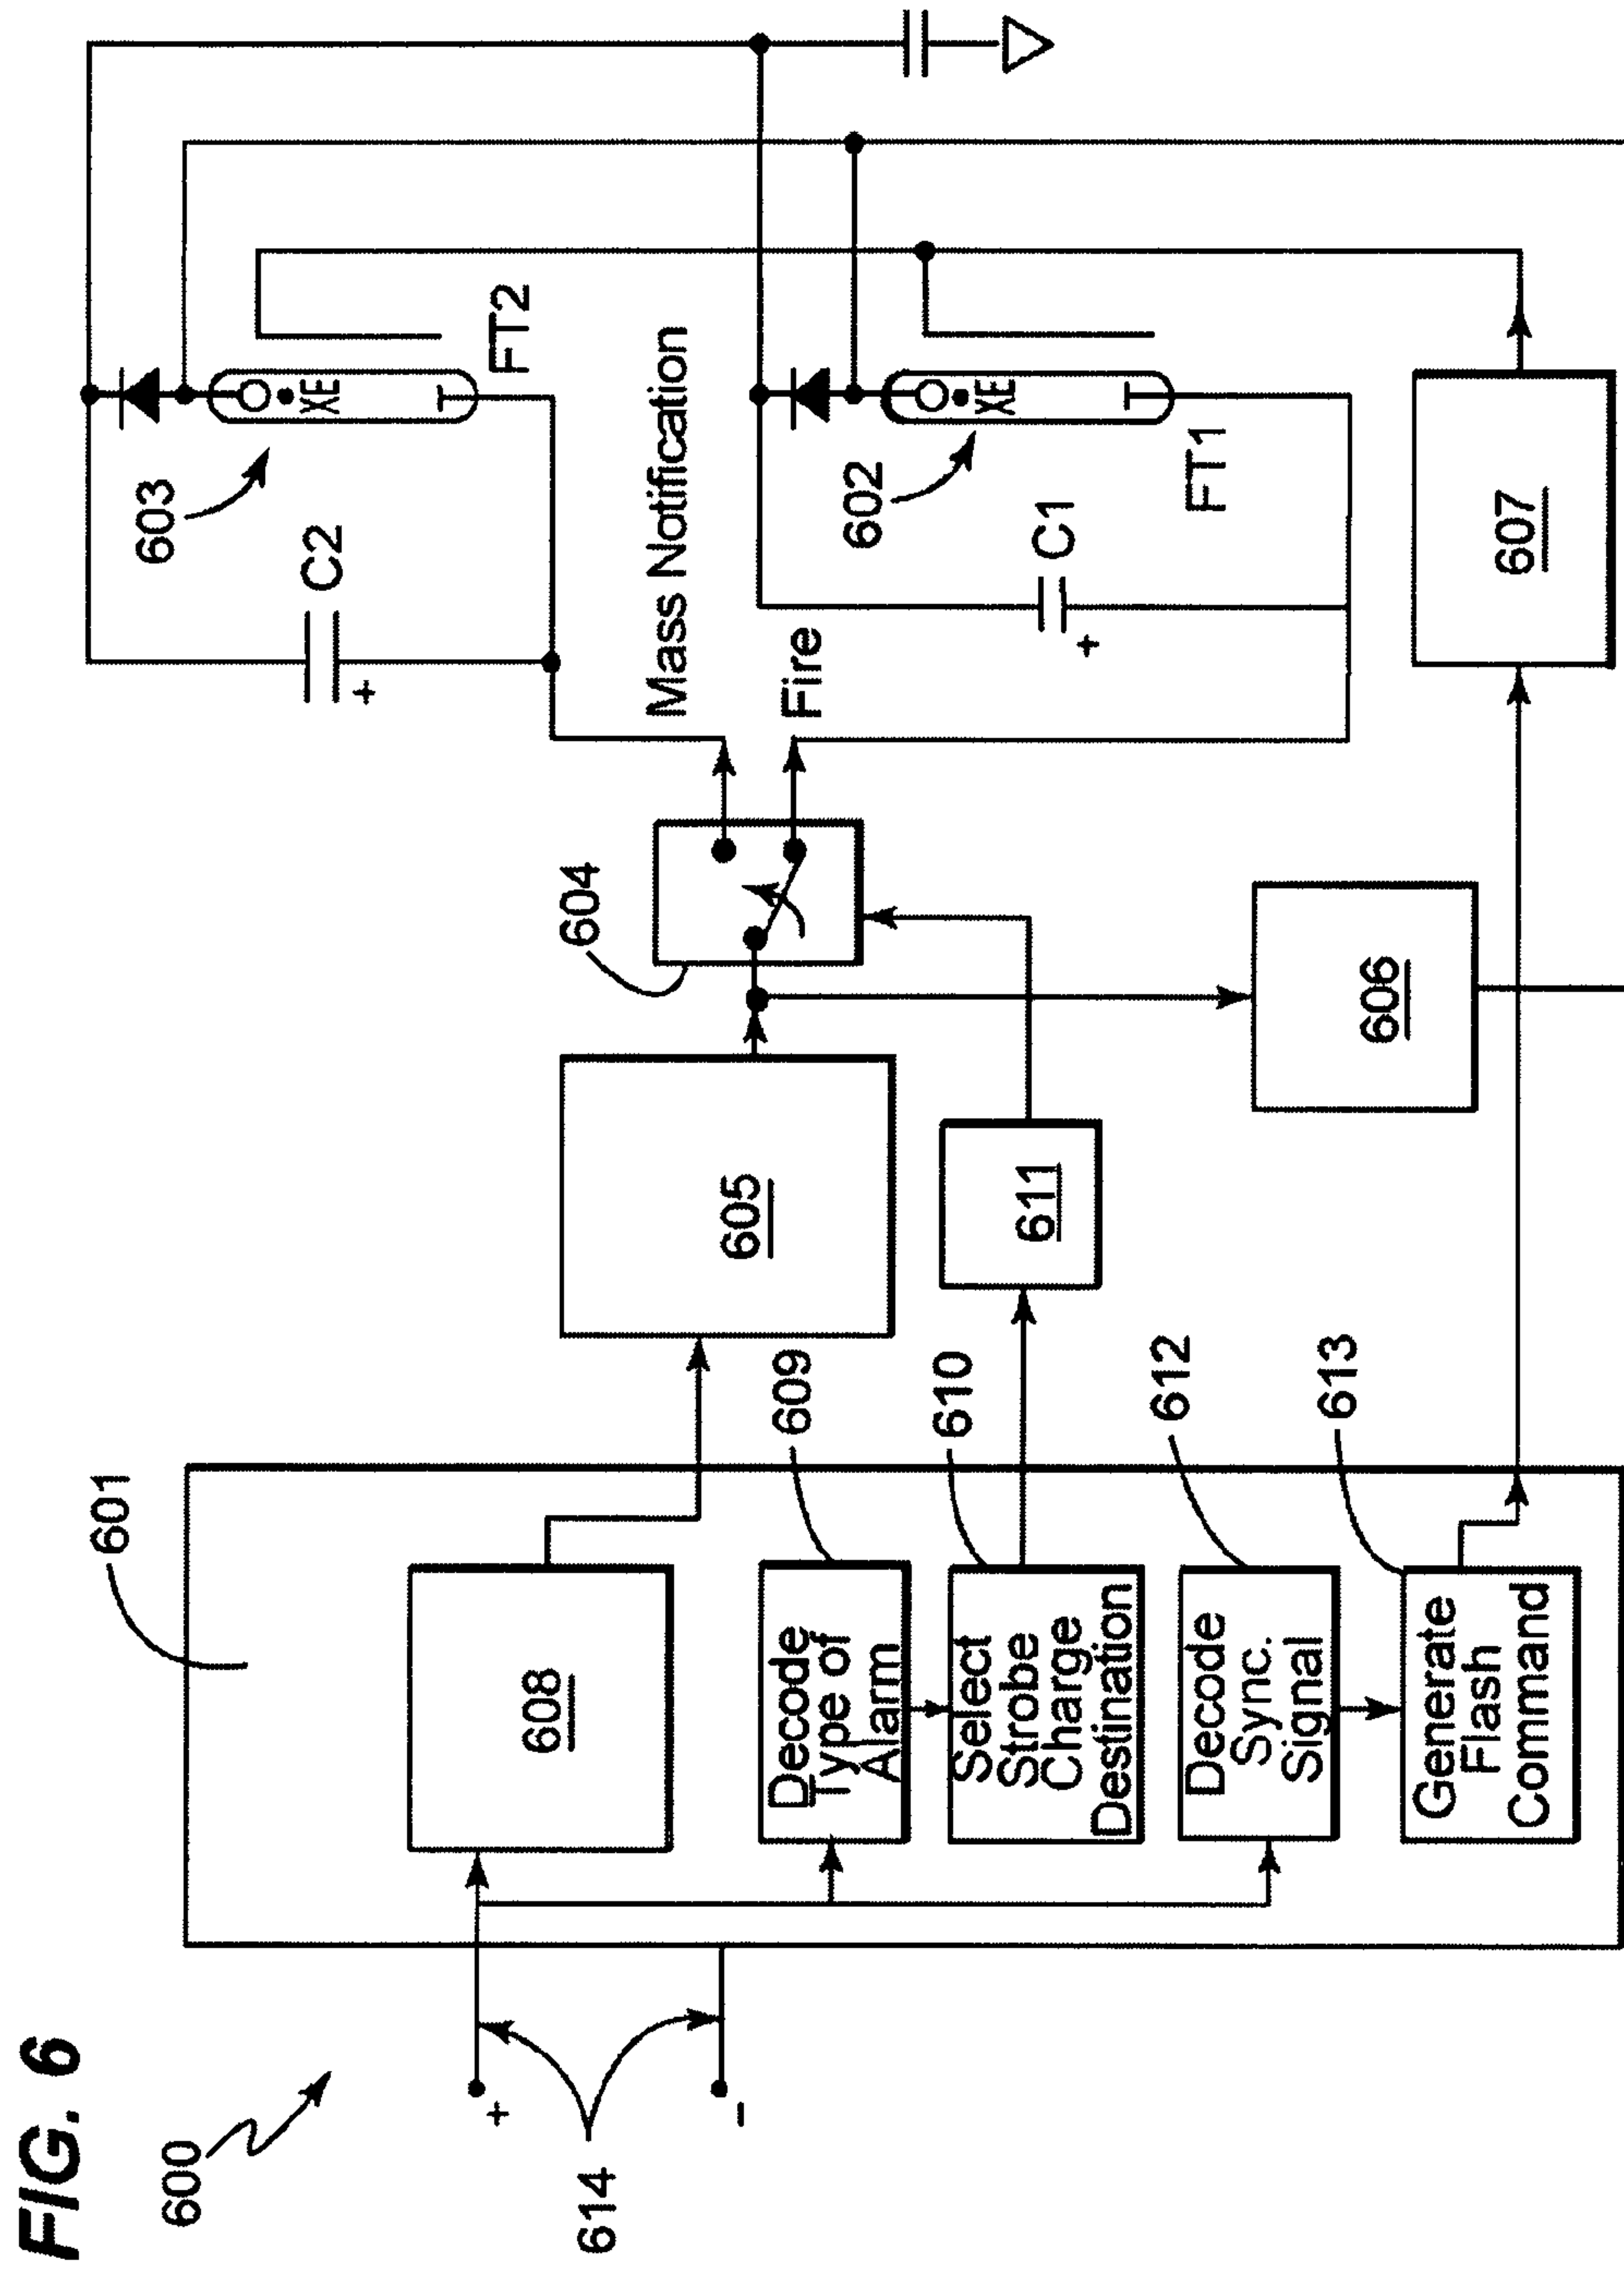 FIG. 6
600
614
+
-
601
608
Decode
Type of
Alarm
609
Select
Strobe
Charge
Destination
610
Decode
Sync.
Signal
612
Generate
Flash
Command
613
605
611
604
606
607
Mass Notification
Fire
C2
+
603
XE
FT2
C1
+
602
XE
FT1